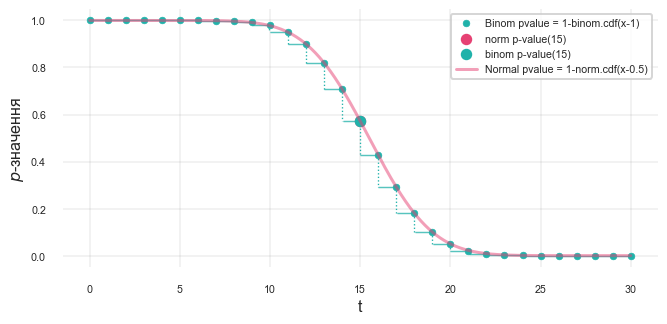 Binom pvalue = 1-binom.cdf(x-1)
norm p-value(15)
binom p-value(15)
Normal pvalue = 1-norm.cdf(x-0.5)
1.0
0.8
0.6
0.4
0.2
0.0
p-значення
0 5 10 15 20 25 30
t